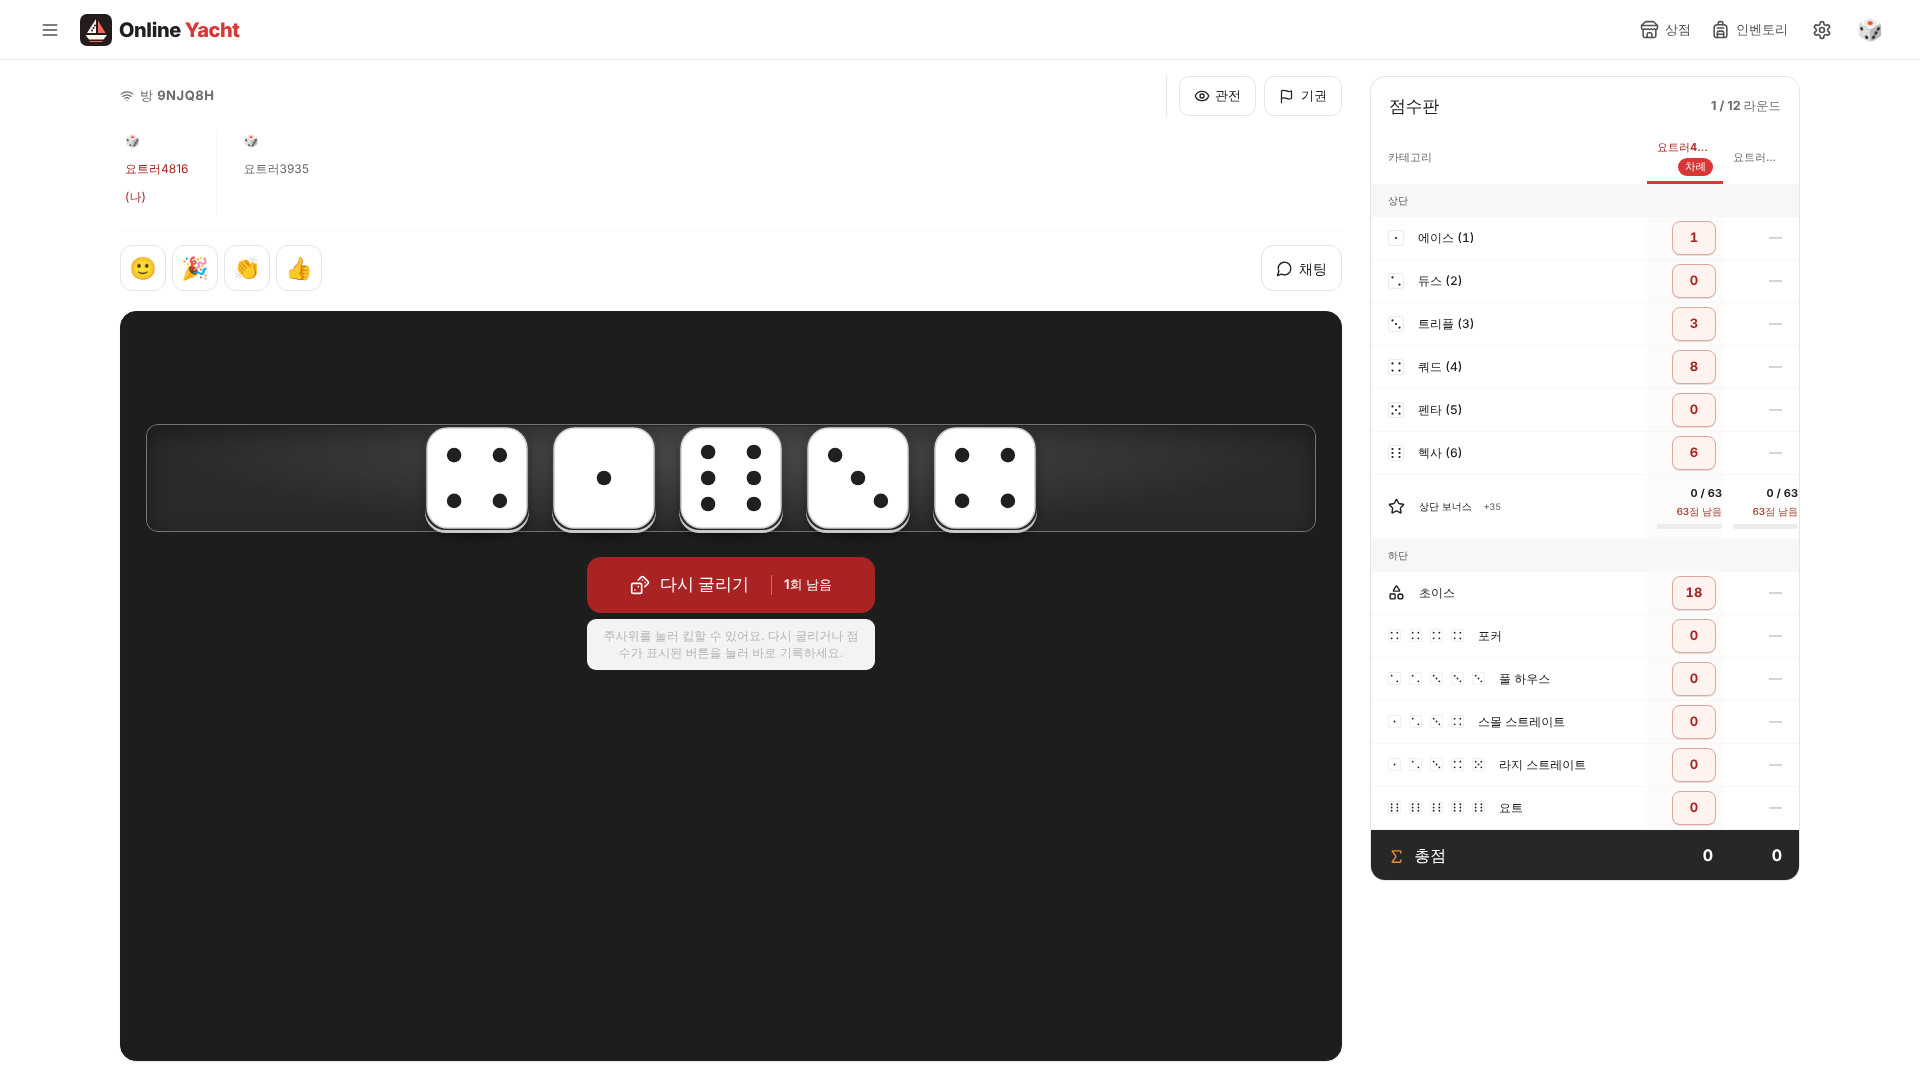 Online Yacht
상점
인벤토리
방 9NJQ8H
관전
기권
요트러4816
(나)
요트러3935
채팅
다시 굴리기
1회 남음
주사위를 눌러 킵할 수 있어요. 다시 굴리거나 점
수가 표시된 버튼을 눌러 바로 기록하세요.
점수판
1 / 12 라운드
카테고리
요트러4...
차례
요트러...
상단
에이스 (1)
1
—
듀스 (2)
0
—
트리플 (3)
3
—
쿼드 (4)
8
—
펜타 (5)
0
—
헥사 (6)
6
—
상단 보너스 +35
0 / 63
63점 남음
0 / 63
63점 남음
하단
초이스
18
—
포커
0
—
풀 하우스
0
—
스몰 스트레이트
0
—
라지 스트레이트
0
—
요트
0
—
총점
0
0